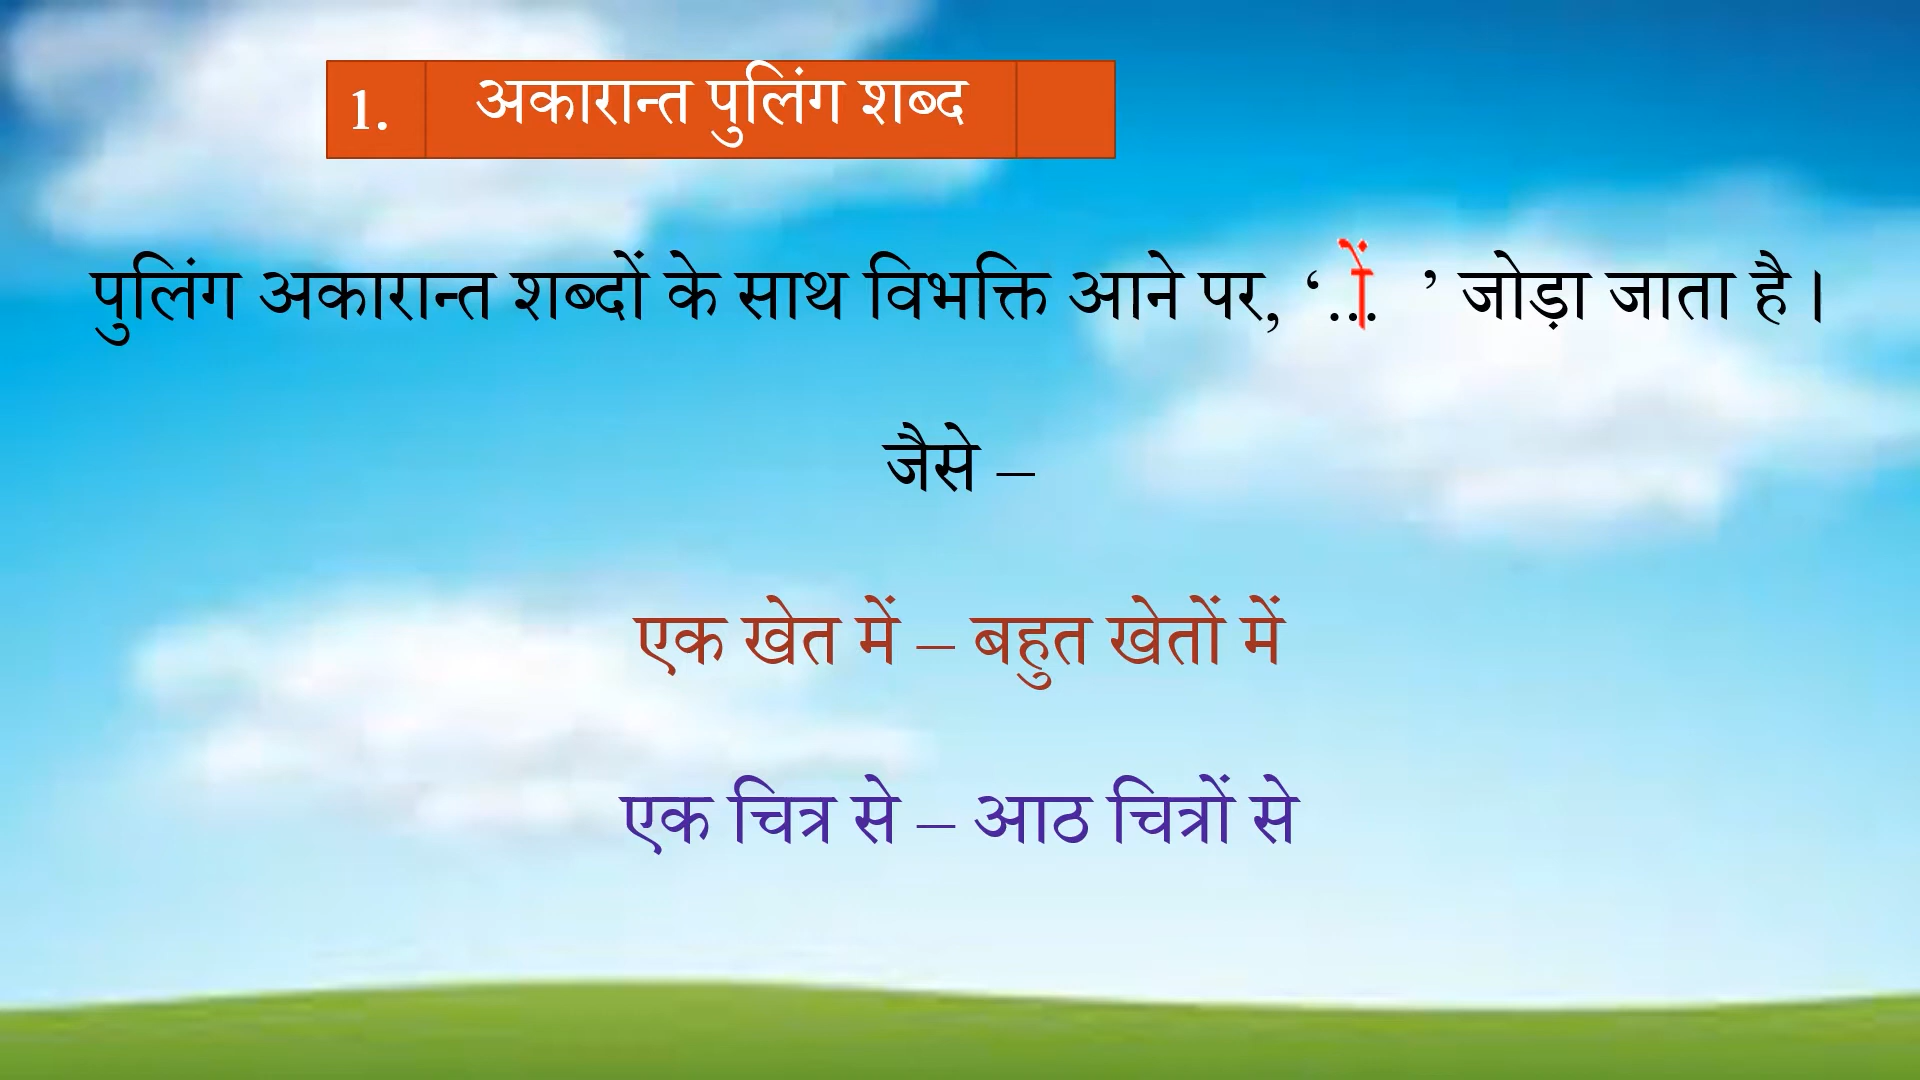 1. अकारान्त पुलिंग शब्द
पुलिंग अकारान्त शब्दों के साथ विभक्ति आने पर, ‘...ों ’ जोड़ा जाता है।
जैसे –
एक खेत में – बहुत खेतों में
एक चित्र से – आठ चित्रों से